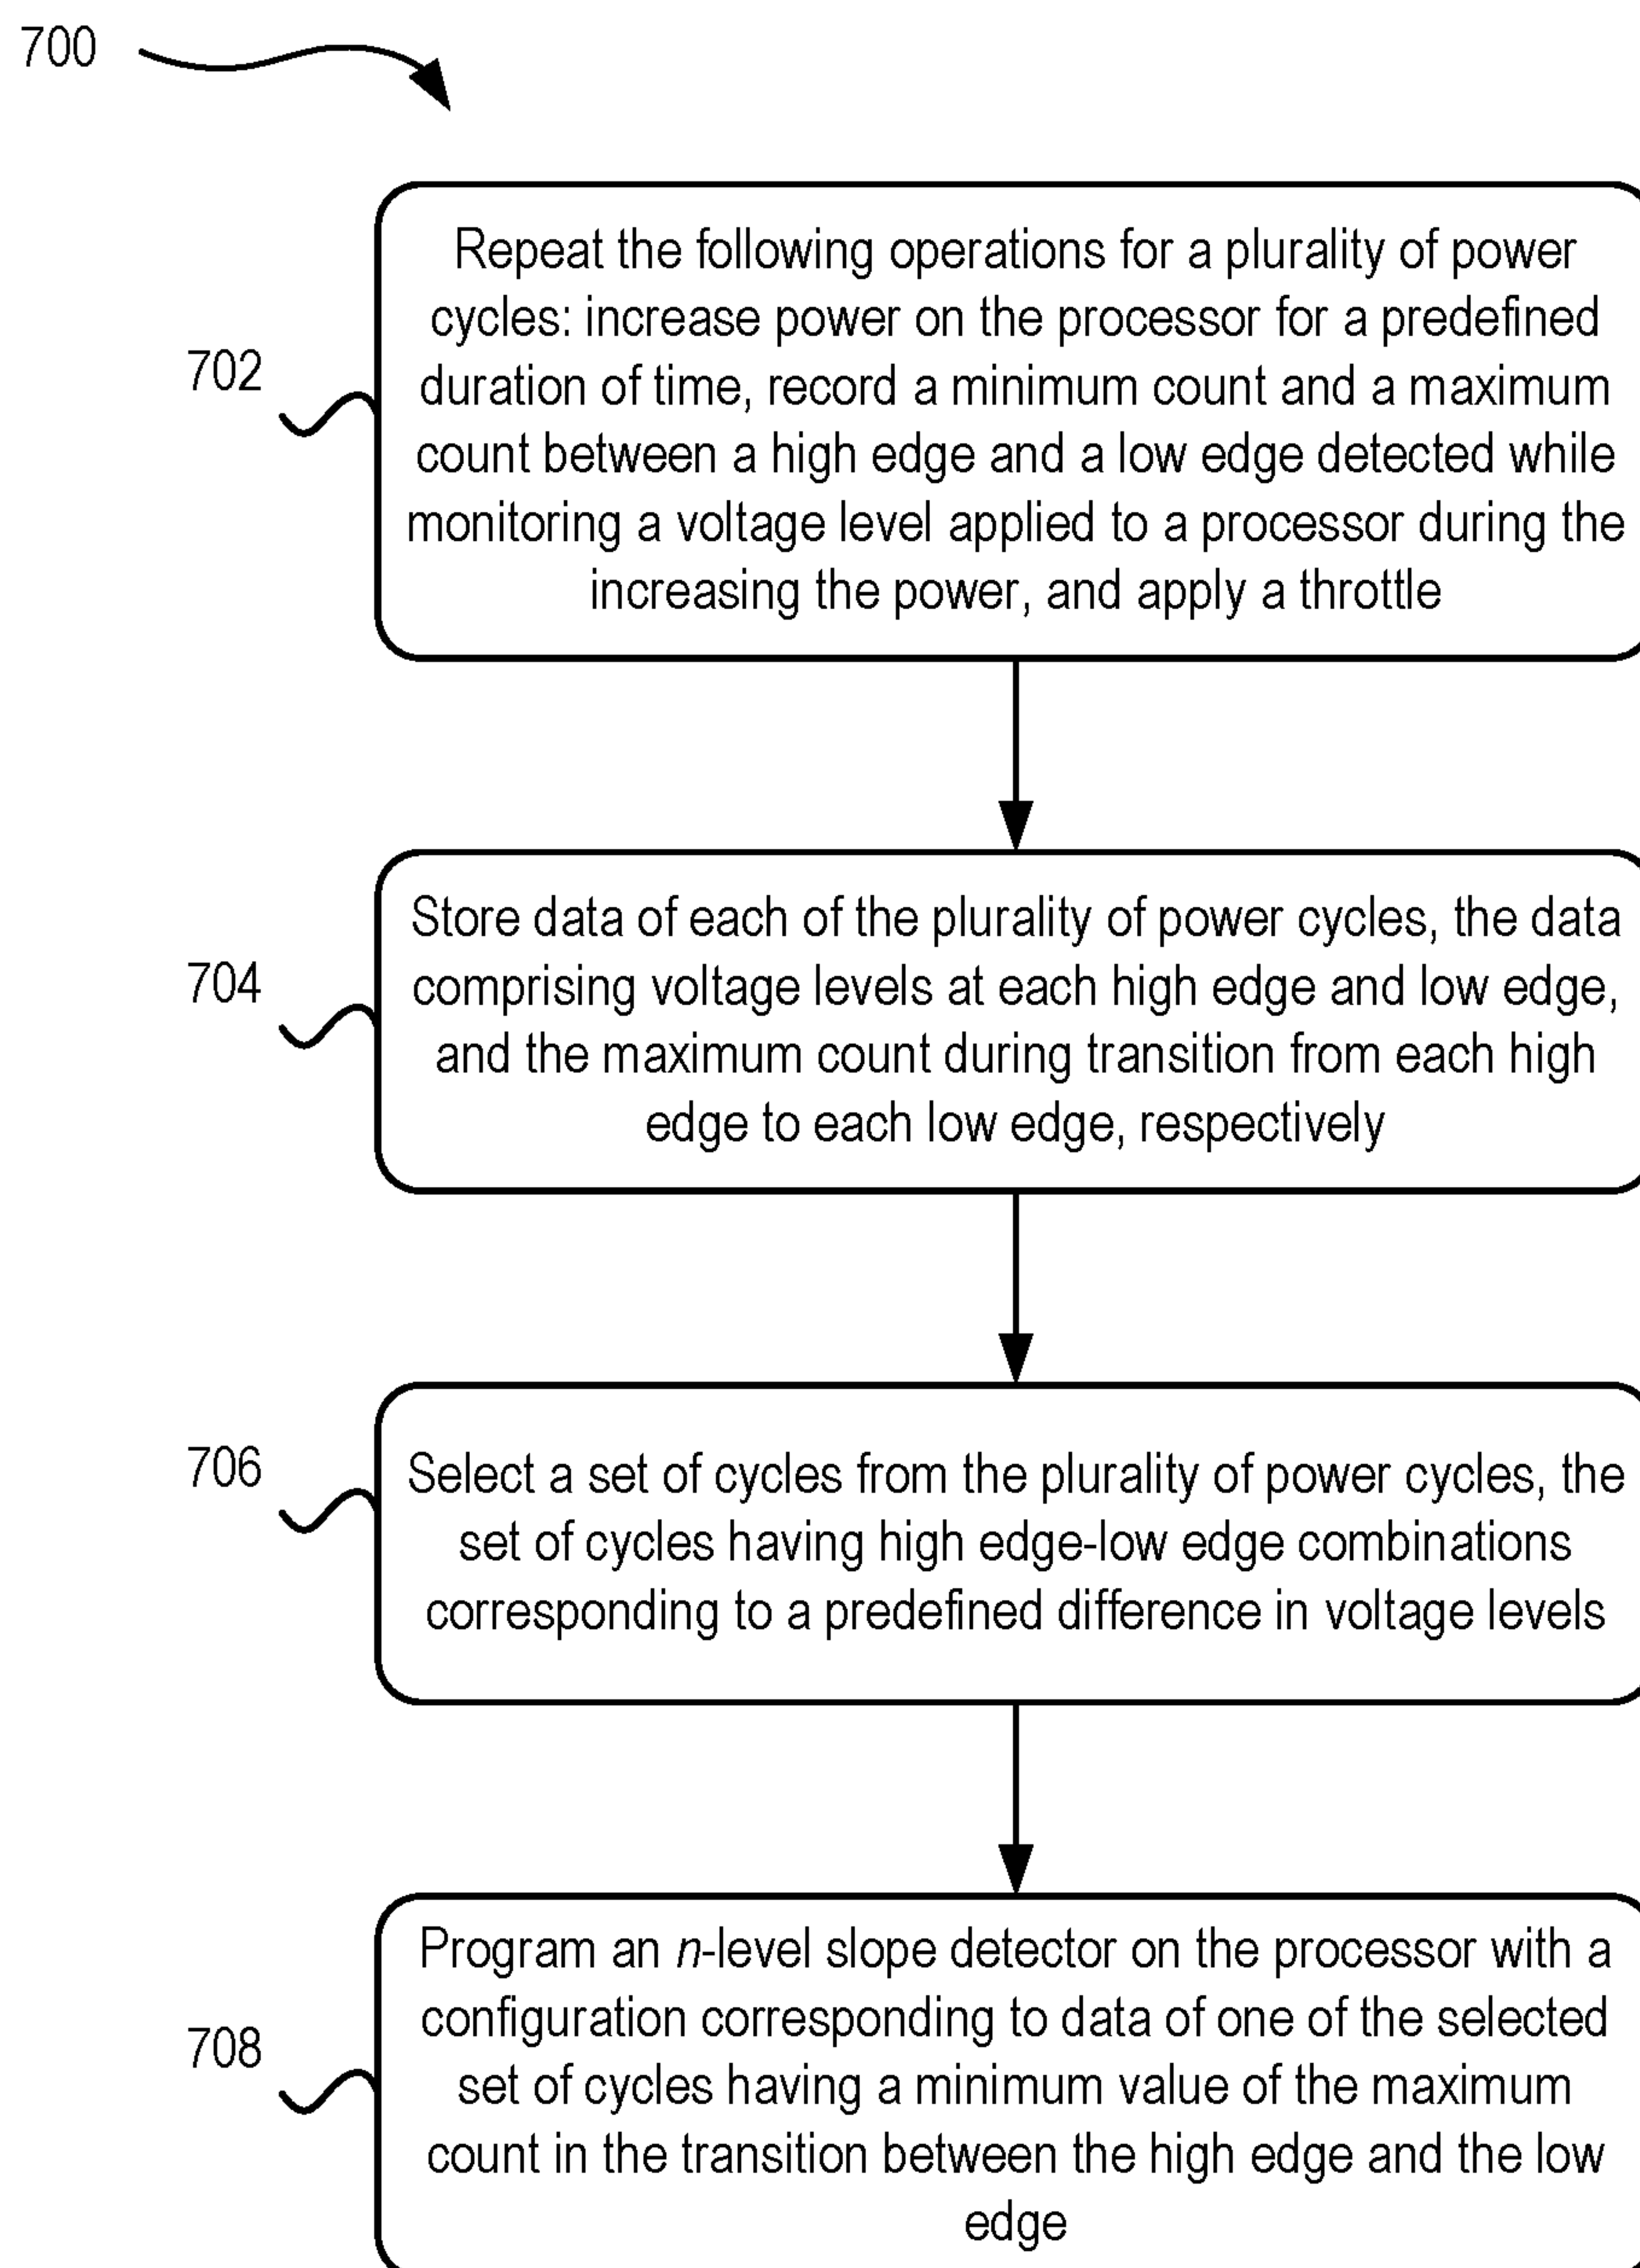 700
702
Repeat the following operations for a plurality of power
cycles: increase power on the processor for a predefined
duration of time, record a minimum count and a maximum
count between a high edge and a low edge detected while
monitoring a voltage level applied to a processor during the
increasing the power, and apply a throttle
704
Store data of each of the plurality of power cycles, the data
comprising voltage levels at each high edge and low edge,
and the maximum count during transition from each high
edge to each low edge, respectively
706
Select a set of cycles from the plurality of power cycles, the
set of cycles having high edge-low edge combinations
corresponding to a predefined difference in voltage levels
708
Program an n-level slope detector on the processor with a
configuration corresponding to data of one of the selected
set of cycles having a minimum value of the maximum
count in the transition between the high edge and the low
edge